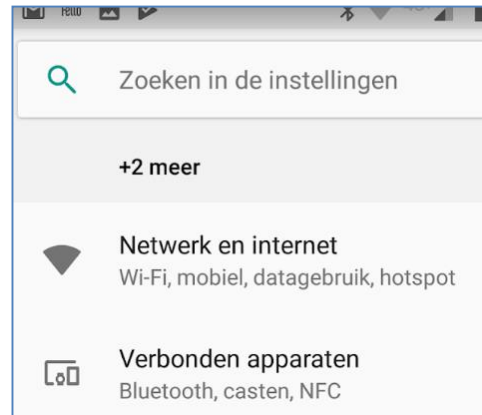 Zoeken in de instellingen
+2 meer
Netwerk en internet
Wi-Fi, mobiel, datagebruik, hotspot
Verbonden apparaten
Bluetooth, casten, NFC